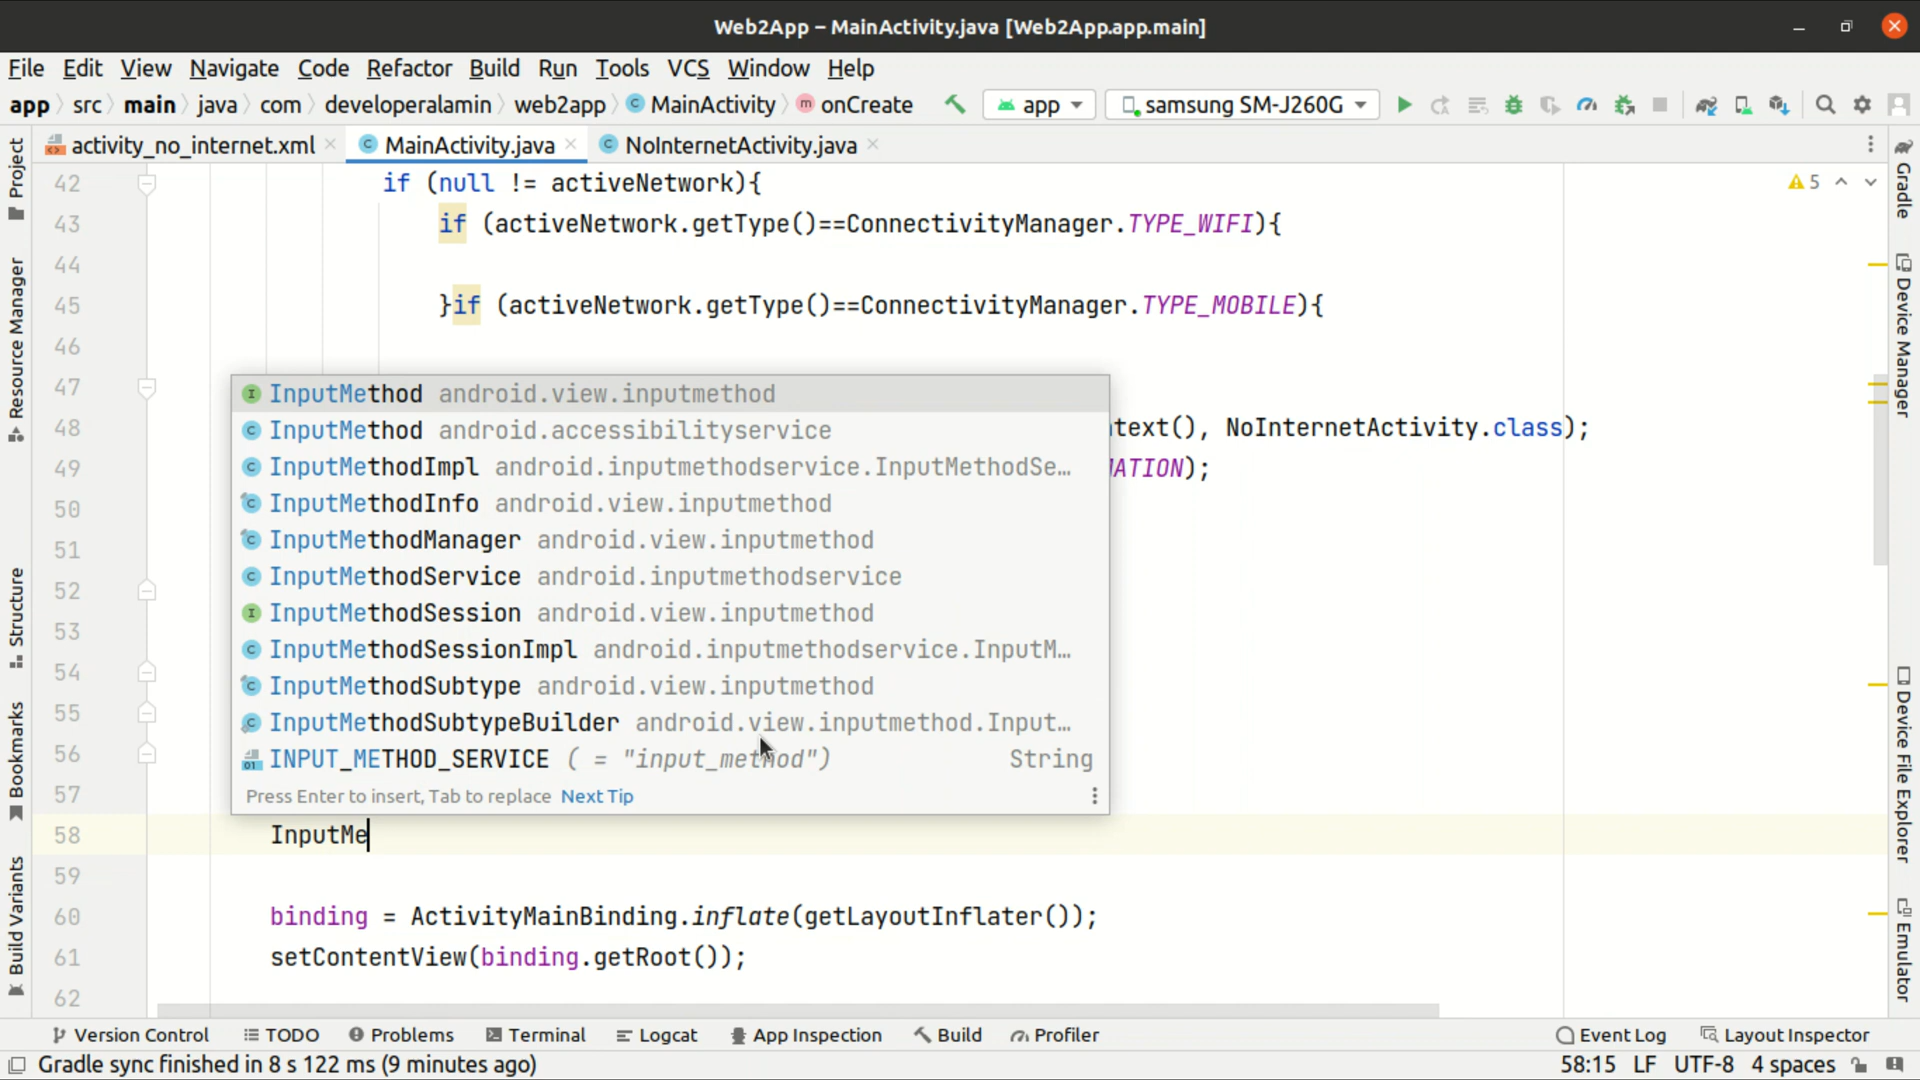 Web2App – MainActivity.java [Web2App.app.main]
File Edit View Navigate Code Refactor Build Run Tools VCS Window Help
app src main java com developeralamin web2app MainActivity onCreate app samsung SM-J260G
activity_no_internet.xml MainActivity.java NoInternetActivity.java
Project
Resource Manager
Structure
Bookmarks
Build Variants
42 if (null != activeNetwork){
5
43 if (activeNetwork.getType()==ConnectivityManager.TYPE_WIFI){
44
45 }if (activeNetwork.getType()==ConnectivityManager.TYPE_MOBILE){
46
47
48 text(), NoInternetActivity.class);
49 ATION);
50
51
52
53
54
55
56
57
InputMethod android.view.inputmethod
InputMethod android.accessibilityservice
InputMethodImpl android.inputmethodservice.InputMethodSe…
InputMethodInfo android.view.inputmethod
InputMethodManager android.view.inputmethod
InputMethodService android.inputmethodservice
InputMethodSession android.view.inputmethod
InputMethodSessionImpl android.inputmethodservice.InputM…
InputMethodSubtype android.view.inputmethod
InputMethodSubtypeBuilder android.view.inputmethod.Input…
INPUT_METHOD_SERVICE ( = "input_method") String
Press Enter to insert, Tab to replace Next Tip
58 InputMe
59
60 binding = ActivityMainBinding.inflate(getLayoutInflater());
61 setContentView(binding.getRoot());
62
Gradle
Device Manager
Device File Explorer
Emulator
Version Control TODO Problems Terminal Logcat App Inspection Build Profiler Event Log Layout Inspector
Gradle sync finished in 8 s 122 ms (9 minutes ago) 58:15 LF UTF-8 4 spaces